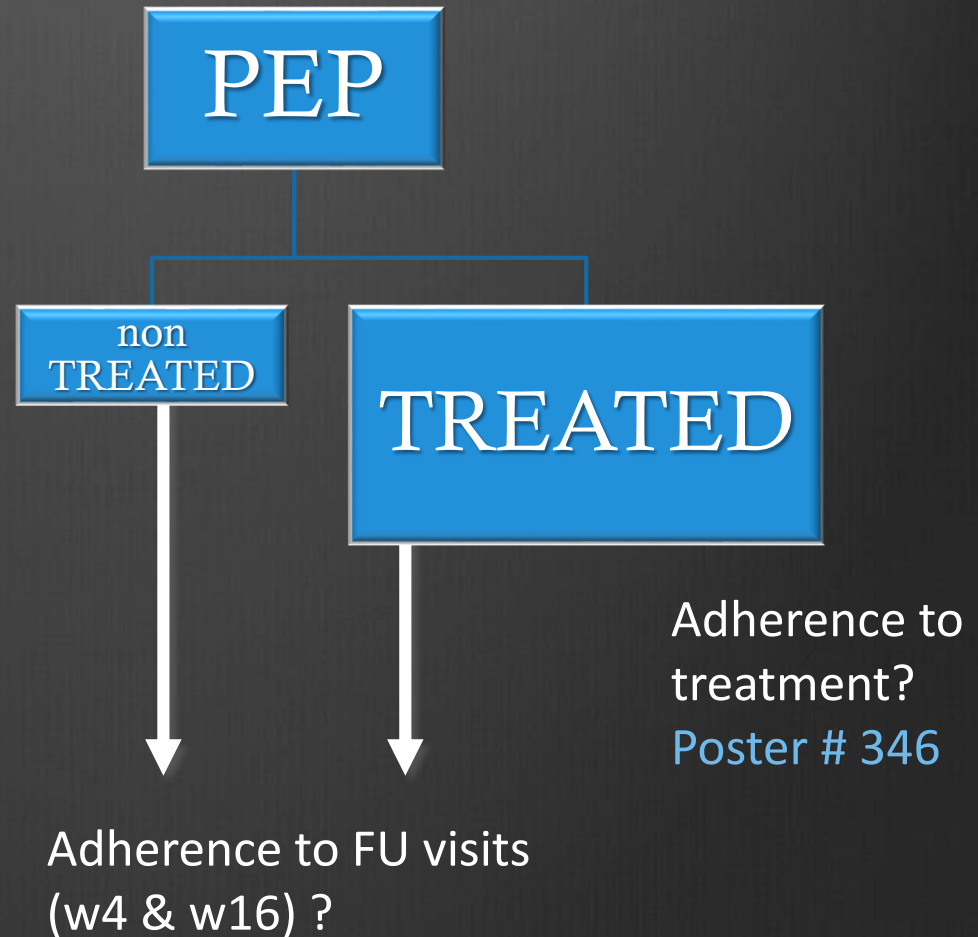 PEP
non
TREATED
TREATED
Adherence to
treatment?
Poster # 346
Adherence to FU visits
(w4 & w16) ?